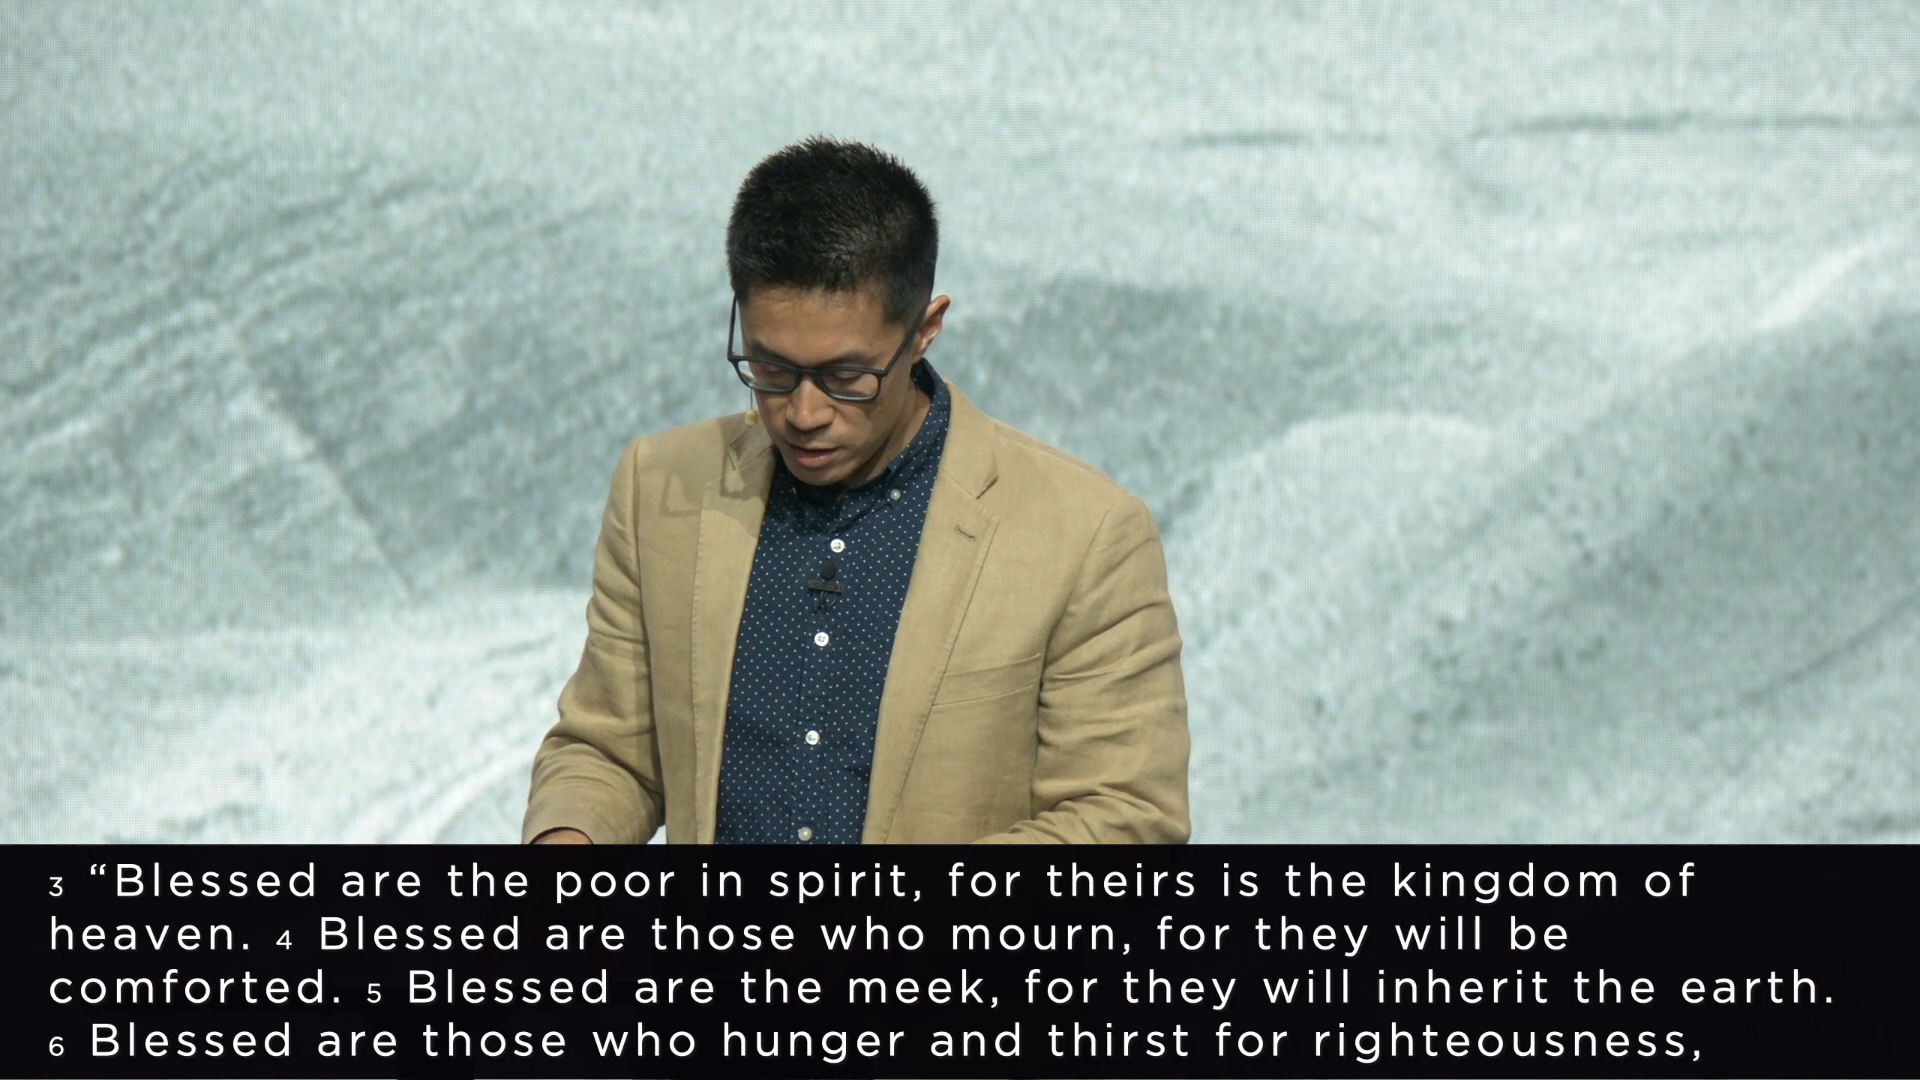 3 “Blessed are the poor in spirit, for theirs is the kingdom of
heaven. 4 Blessed are those who mourn, for they will be
comforted. 5 Blessed are the meek, for they will inherit the earth.
6 Blessed are those who hunger and thirst for righteousness,